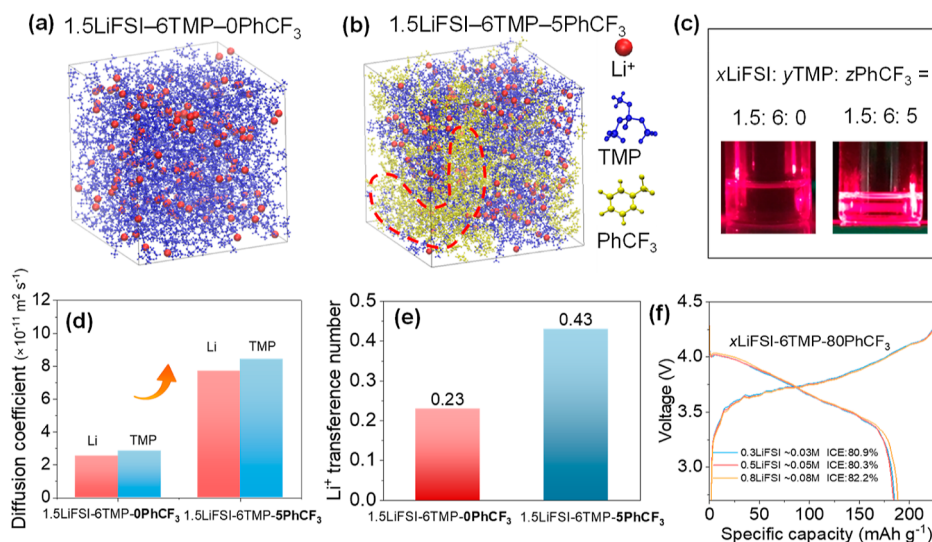 (a) 1.5LiFSI–6TMP–0PhCF₃
(b) 1.5LiFSI–6TMP–5PhCF₃
Li⁺
TMP
PhCF₃
(c)
xLiFSI: yTMP: zPhCF₃ =
1.5: 6: 0 1.5: 6: 5
(d)
Diffusion coefficient (×10⁻¹¹ m² s⁻¹)
12
10
8
6
4
2
0
Li TMP
Li TMP
1.5LiFSI-6TMP-0PhCF₃ 1.5LiFSI-6TMP-5PhCF₃
(e)
Li⁺ transference number
0.5
0.4
0.3
0.2
0.1
0.0
0.23
0.43
1.5LiFSI-6TMP-0PhCF₃ 1.5LiFSI-6TMP-5PhCF₃
(f)
xLiFSI-6TMP-80PhCF₃
Voltage (V)
4.5
4.0
3.5
3.0
0.3LiFSI ~0.03M ICE:80.9%
0.5LiFSI ~0.05M ICE:80.3%
0.8LiFSI ~0.08M ICE:82.2%
0 50 100 150 200
Specific capacity (mAh g⁻¹)